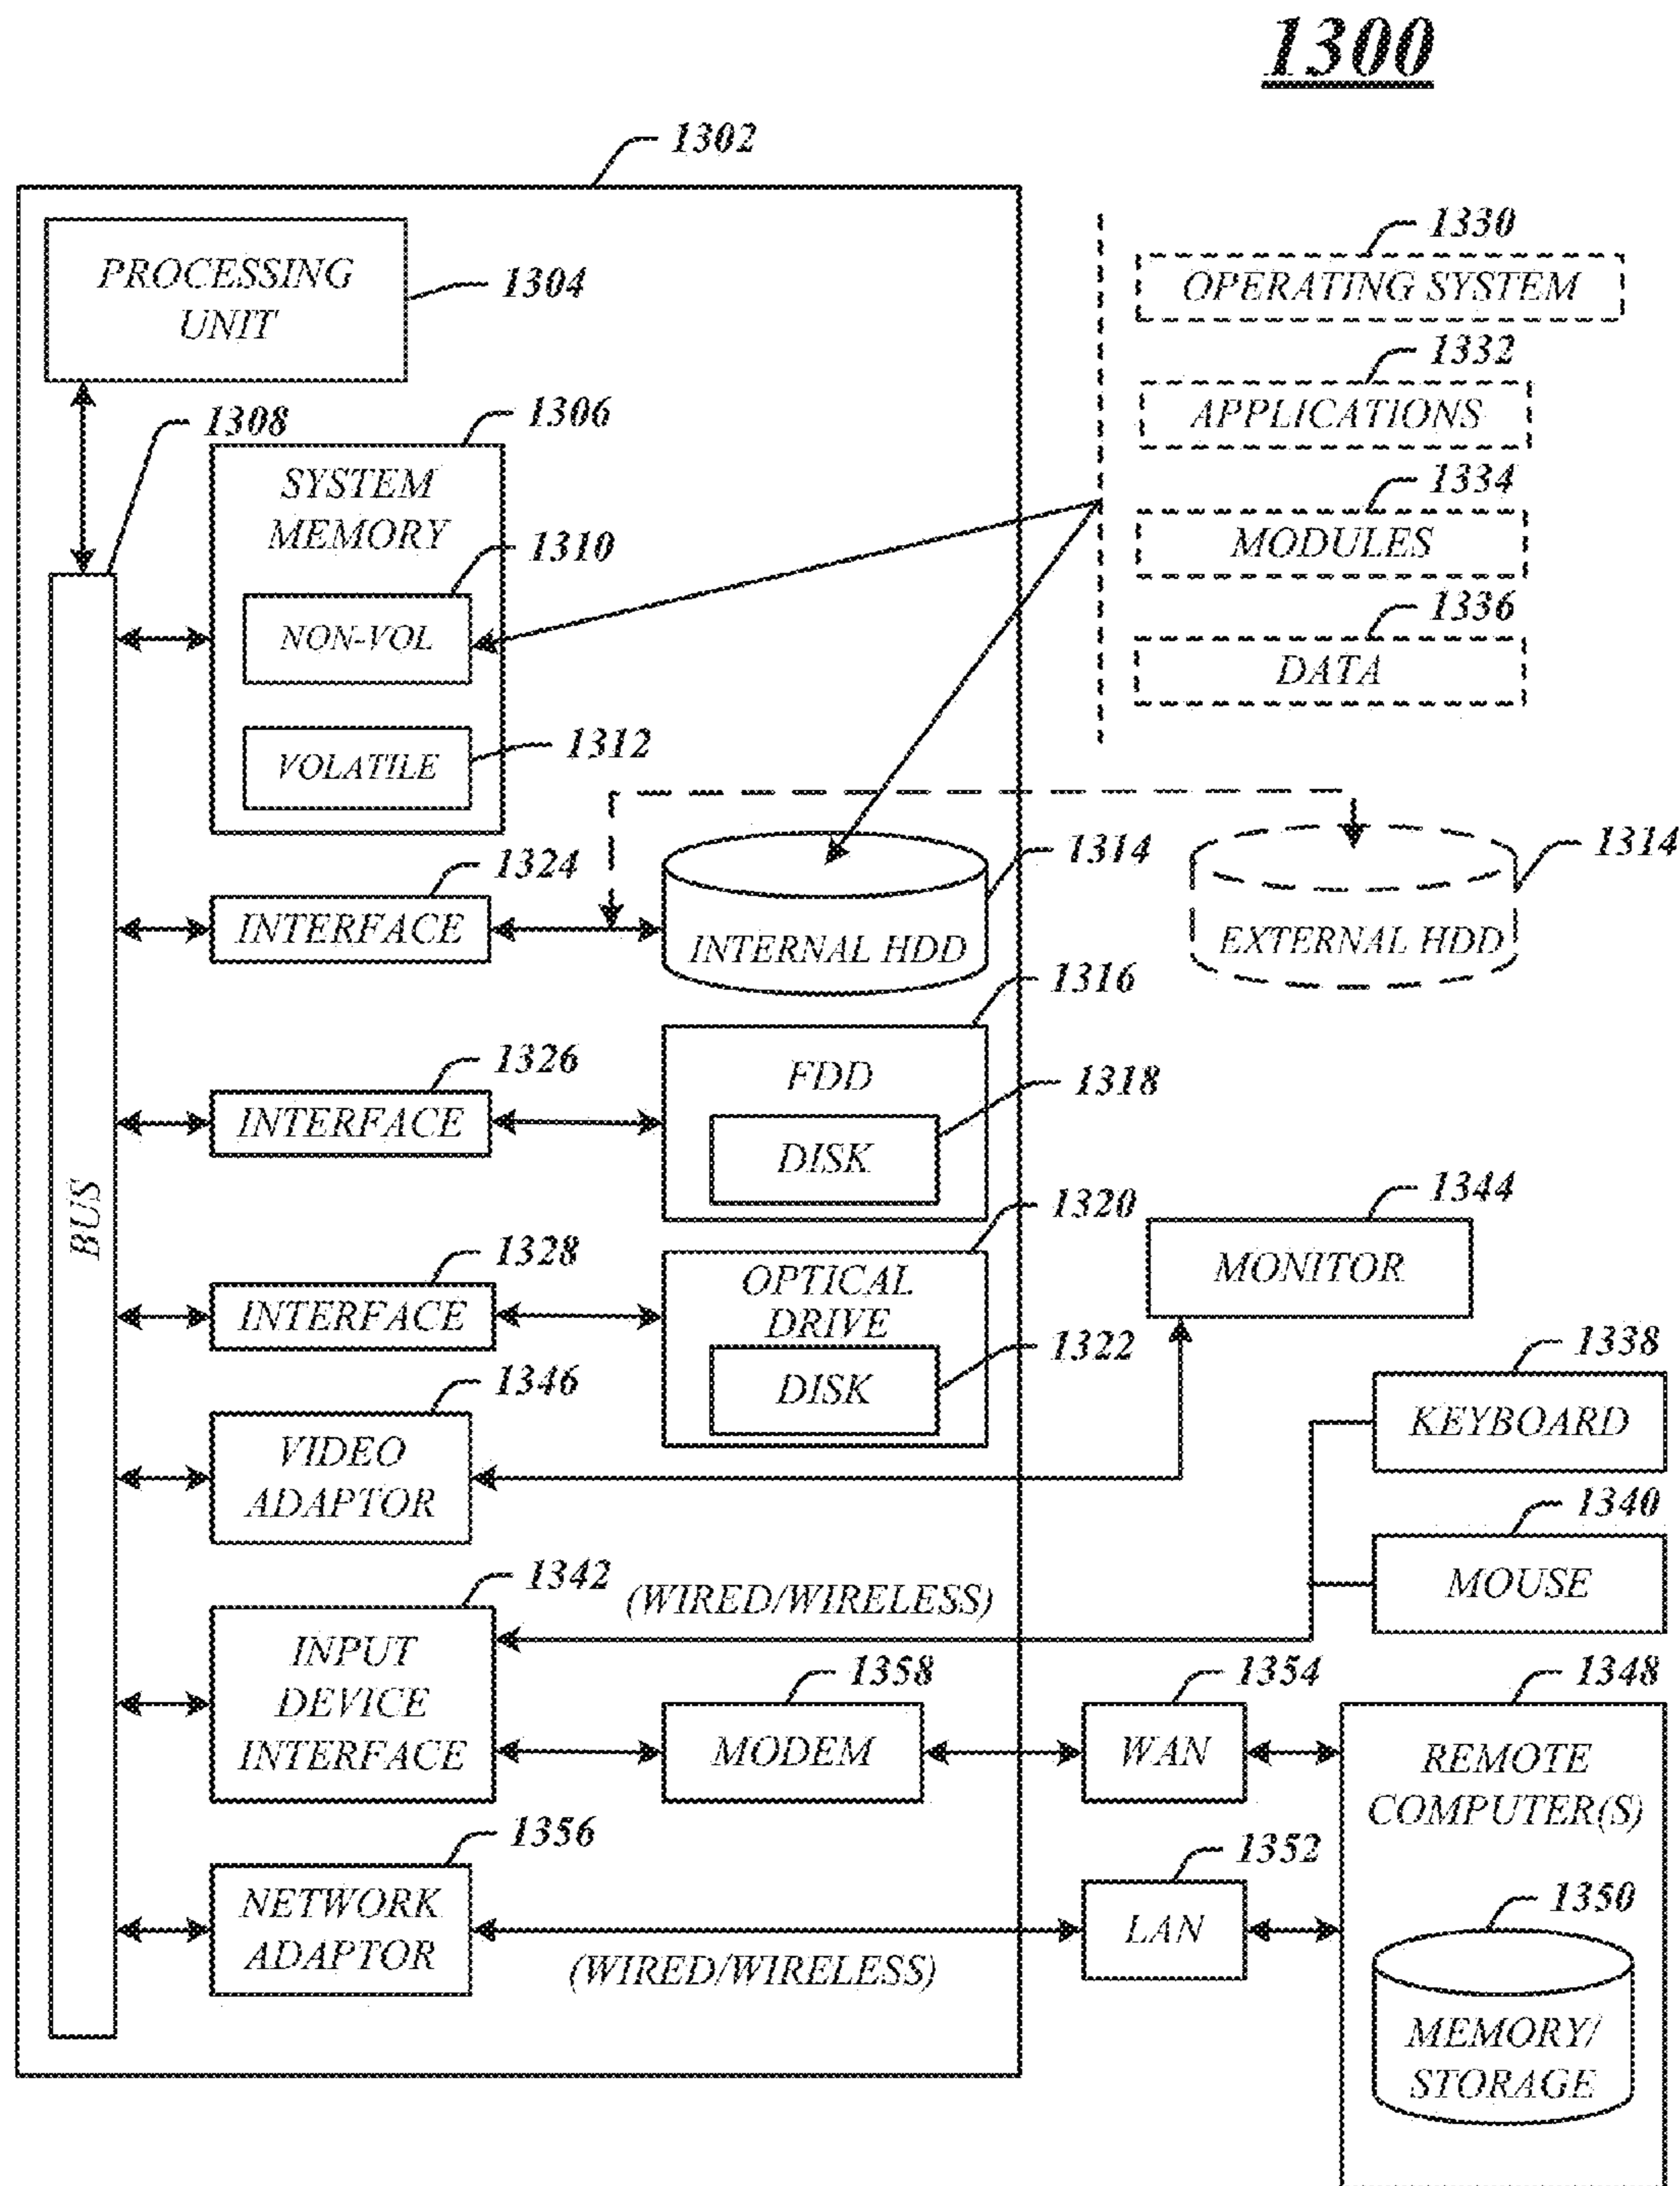 1300
1302
PROCESSING
UNIT
1304
1330
OPERATING SYSTEM
1332
APPLICATIONS
1334
MODULES
1336
DATA
1308
1306
SYSTEM
MEMORY
1310
NON-VOL
1312
VOLATILE
BUS
1324
INTERFACE
1314
INTERNAL HDD
1314
EXTERNAL HDD
1316
FDD
1318
DISK
1326
INTERFACE
1320
OPTICAL
DRIVE
1322
DISK
1328
INTERFACE
1344
MONITOR
1346
VIDEO
ADAPTOR
1338
KEYBOARD
1340
MOUSE
1342
INPUT
DEVICE
INTERFACE
(WIRED/WIRELESS)
1358
MODEM
1354
WAN
1348
REMOTE
COMPUTER(S)
1356
NETWORK
ADAPTOR
(WIRED/WIRELESS)
1352
LAN
1350
MEMORY/
STORAGE